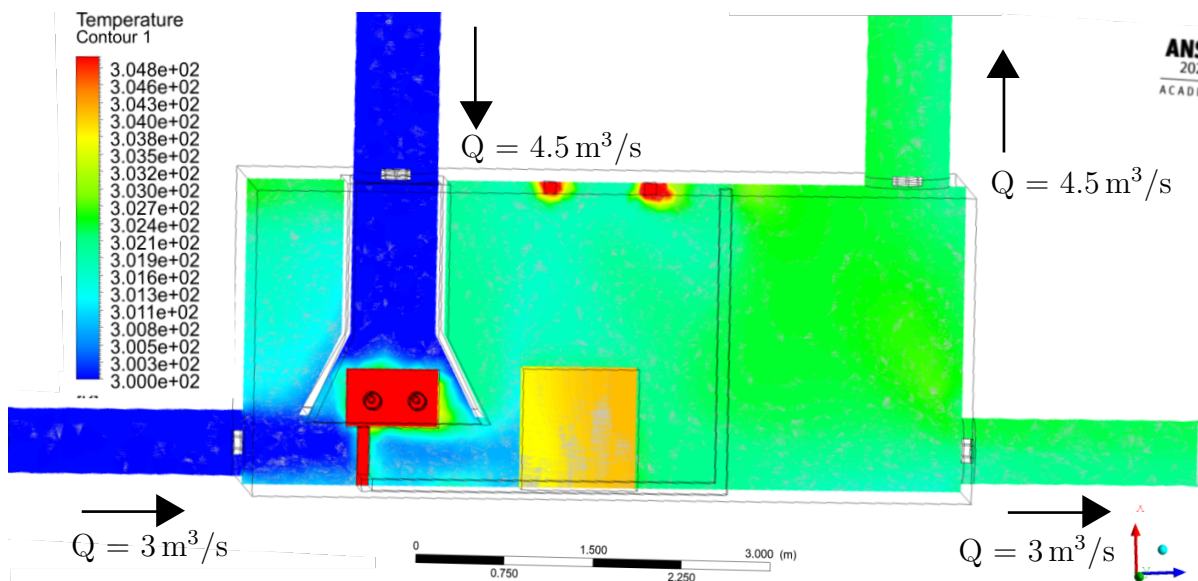 Temperature
Contour 1
3.048e+02
3.046e+02
3.043e+02
3.040e+02
3.038e+02
3.035e+02
3.032e+02
3.030e+02
3.027e+02
3.024e+02
3.021e+02
3.019e+02
3.016e+02
3.013e+02
3.011e+02
3.008e+02
3.005e+02
3.003e+02
3.000e+02
Q = 4.5 m³/s
ANS
202
ACADE
Q = 4.5 m³/s
Q = 3 m³/s
0 1.500 3.000 (m)
0.750 2.250
Q = 3 m³/s